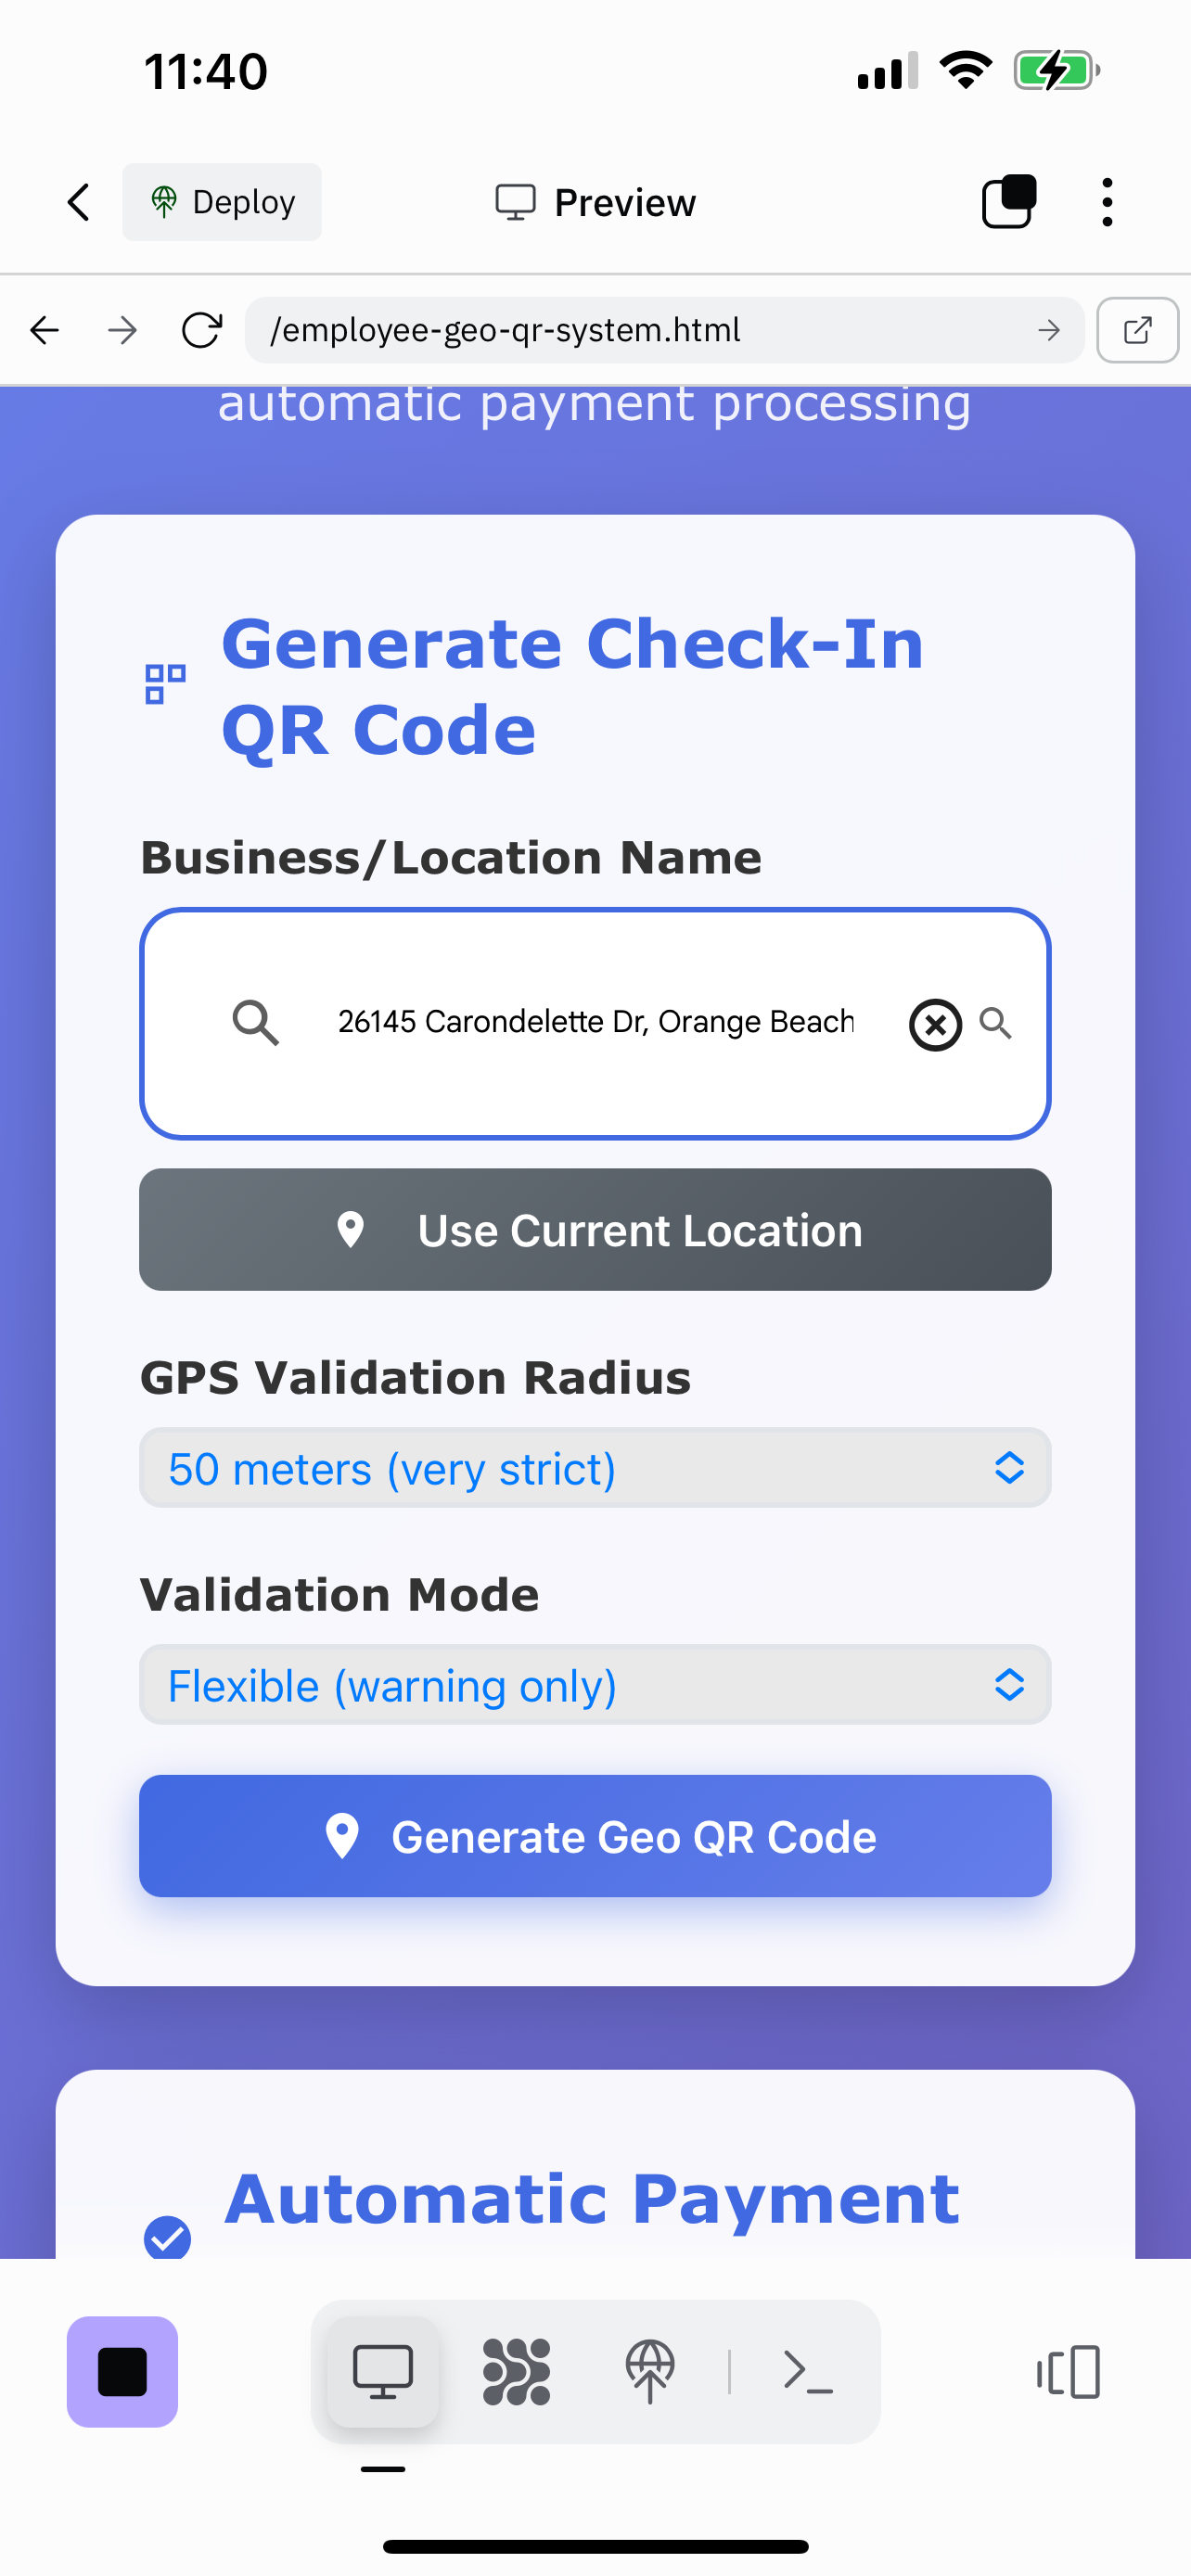 11:40
Deploy
Preview
/employee-geo-qr-system.html
automatic payment processing
Generate Check-In
QR Code
Business/Location Name
26145 Carondelette Dr, Orange Beach
Use Current Location
GPS Validation Radius
50 meters (very strict)
Validation Mode
Flexible (warning only)
Generate Geo QR Code
Automatic Payment